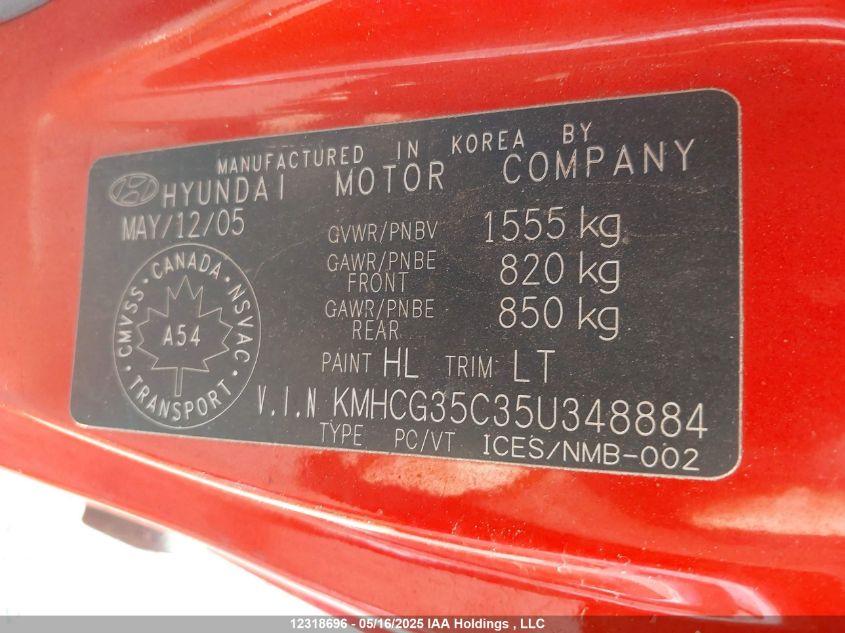 MANUFACTURED IN KOREA BY
HYUNDAI MOTOR COMPANY
MAY/12/05
GVWR/PNBV 1555 kg
GAWR/PNBE FRONT 820 kg
GAWR/PNBE REAR 850 kg
CMVSS · CANADA · NSVAC
A54
TRANSPORT
PAINT HL TRIM LT
V.I.N KMHCG35C35U348884
TYPE PC/VT ICES/NMB-002
12318696 - 05/16/2025 IAA Holdings , LLC